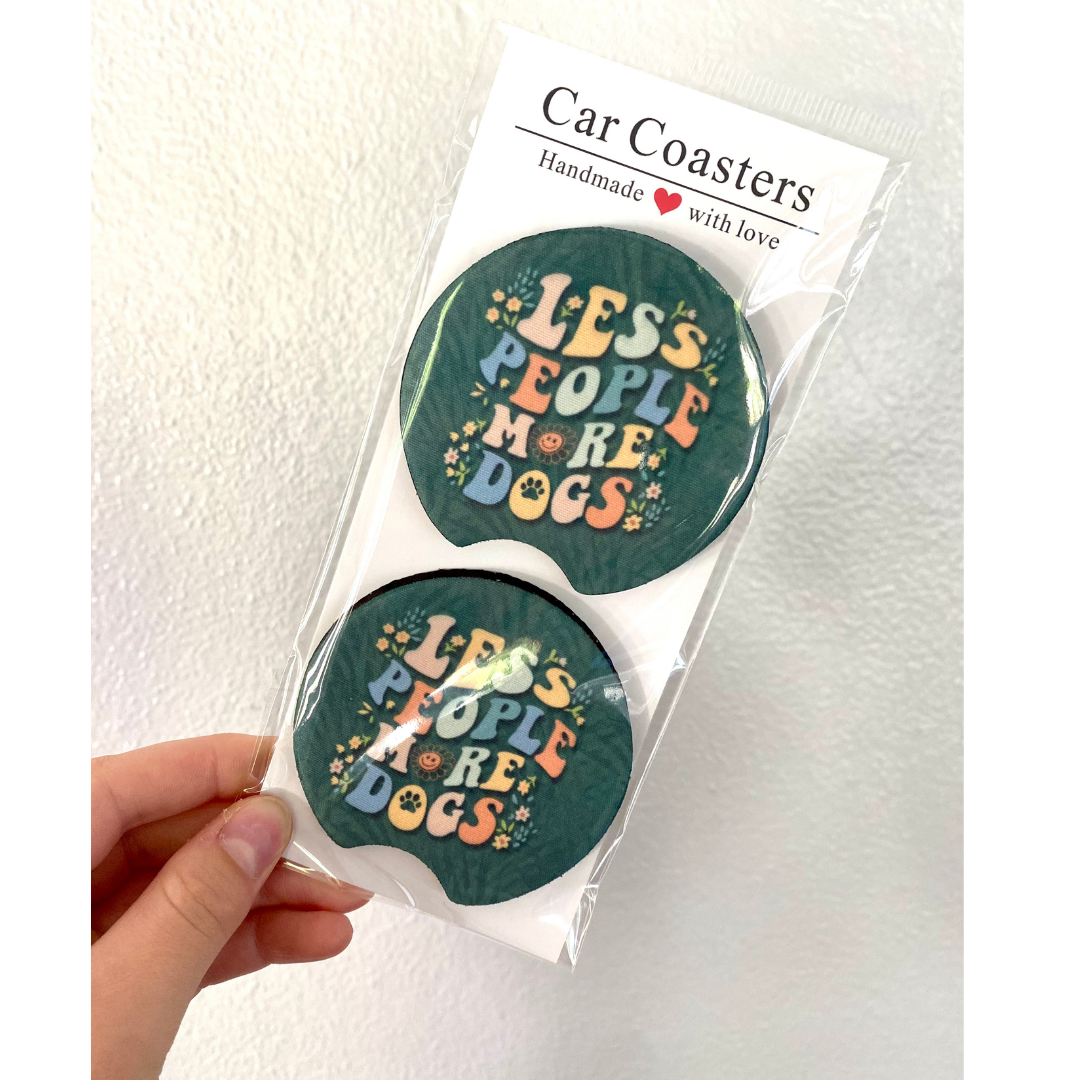 Car Coasters
Handmade ❤ with love
LESS
PEOPLE
MORE
DOGS
LESS
PEOPLE
MORE
DOGS